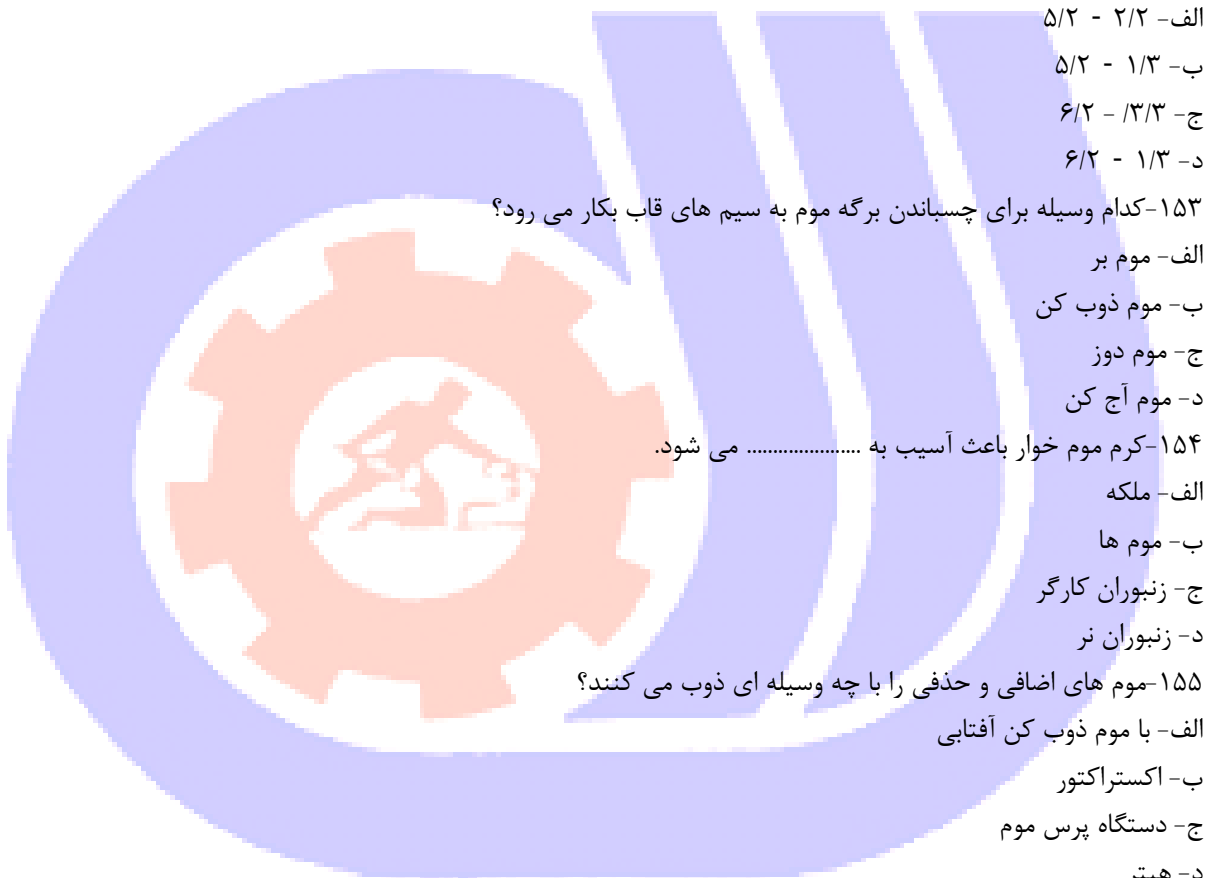 الف- ۲/۲ - ۵/۲
ب- ۱/۳ - ۵/۲
ج- ۳/۳/ - ۶/۲
د- ۱/۳ - ۶/۲
۱۵۳-کدام وسیله برای چسباندن برگه موم به سیم های قاب بکار می رود؟
الف- موم بر
ب- موم ذوب کن
ج- موم دوز
د- موم آج کن
۱۵۴-کرم موم خوار باعث آسیب به ..................... می شود.
الف- ملکه
ب- موم ها
ج- زنبوران کارگر
د- زنبوران نر
۱۵۵-موم های اضافی و حذفی را با چه وسیله ای ذوب می کنند؟
الف- با موم ذوب کن آفتابی
ب- اکستراکتور
ج- دستگاه پرس موم
د- هیتر